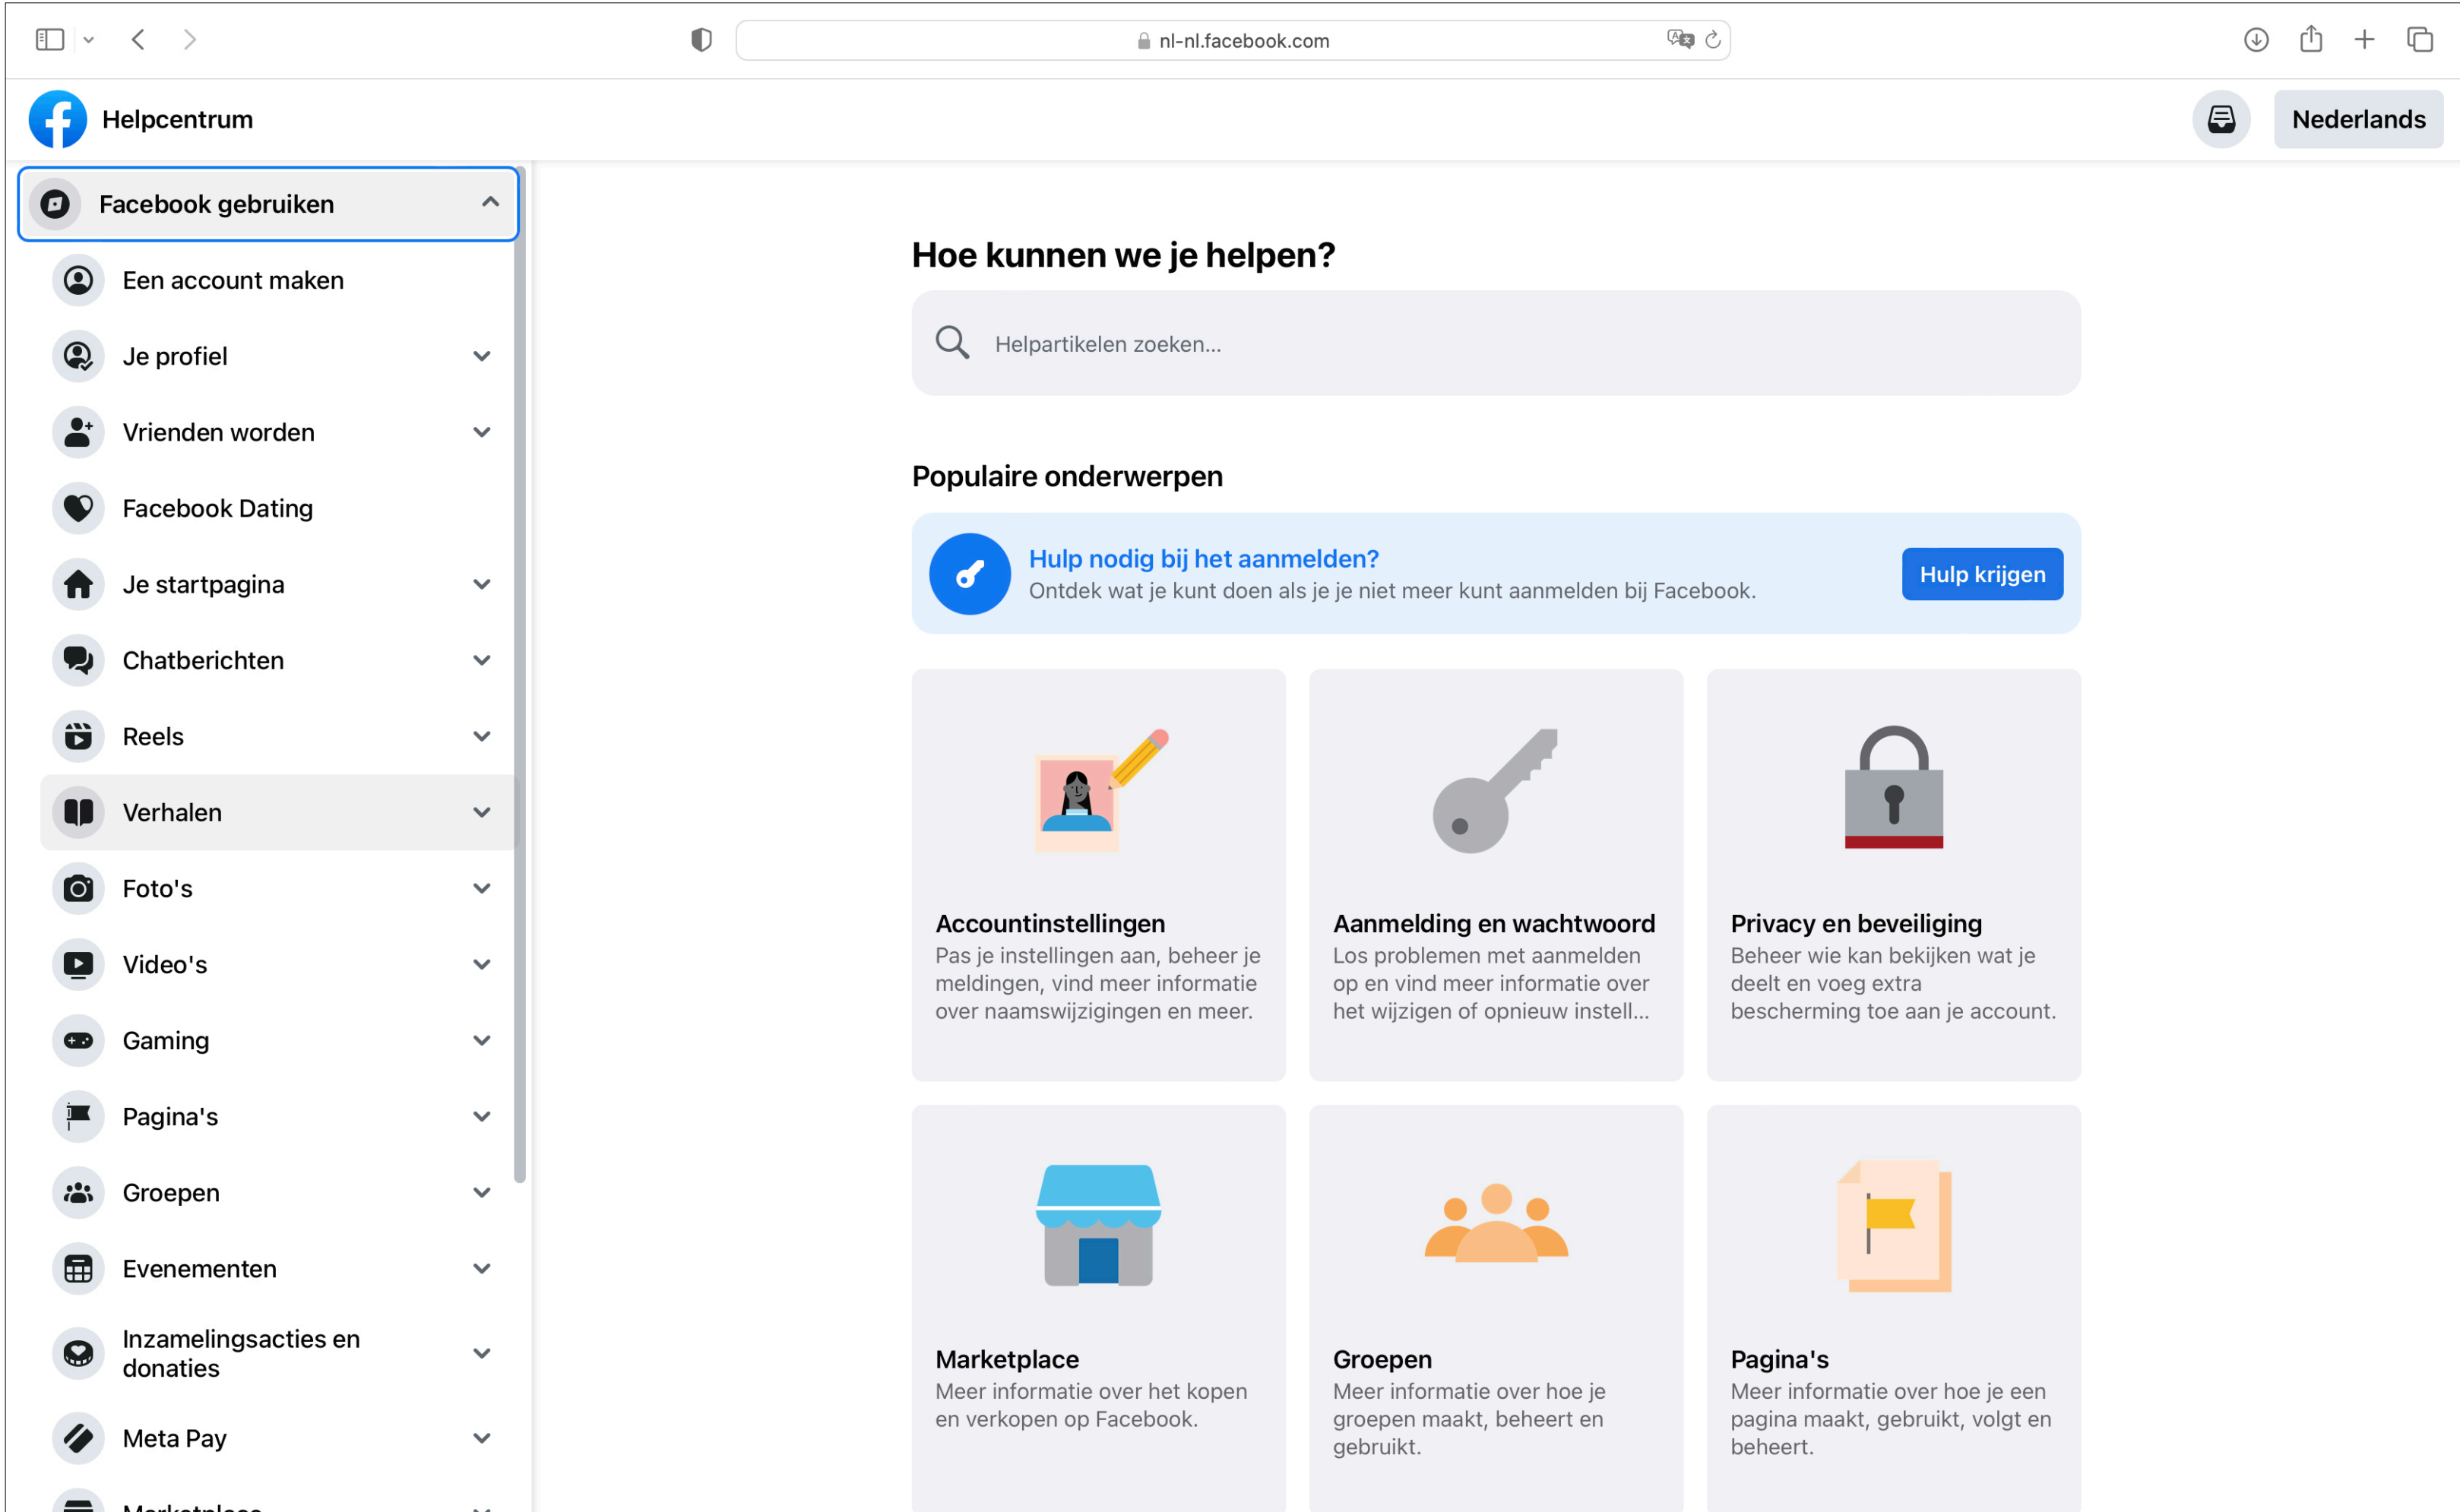 nl-nl.facebook.com
Helpcentrum
Nederlands
Facebook gebruiken
Een account maken
Je profiel
Vrienden worden
Facebook Dating
Je startpagina
Chatberichten
Reels
Verhalen
Foto's
Video's
Gaming
Pagina's
Groepen
Evenementen
Inzamelingsacties en
donaties
Meta Pay
Marketplace
Hoe kunnen we je helpen?
Helpartikelen zoeken...
Populaire onderwerpen
Hulp nodig bij het aanmelden?
Ontdek wat je kunt doen als je je niet meer kunt aanmelden bij Facebook.
Hulp krijgen
Accountinstellingen
Pas je instellingen aan, beheer je
meldingen, vind meer informatie
over naamswijzigingen en meer.
Aanmelding en wachtwoord
Los problemen met aanmelden
op en vind meer informatie over
het wijzigen of opnieuw instell...
Privacy en beveiliging
Beheer wie kan bekijken wat je
deelt en voeg extra
bescherming toe aan je account.
Marketplace
Meer informatie over het kopen
en verkopen op Facebook.
Groepen
Meer informatie over hoe je
groepen maakt, beheert en
gebruikt.
Pagina's
Meer informatie over hoe je een
pagina maakt, gebruikt, volgt en
beheert.